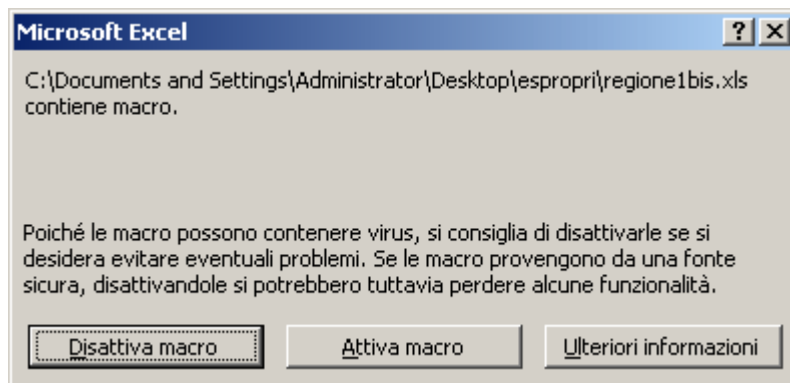 Microsoft Excel
C:\Documents and Settings\Administrator\Desktop\espropri\regione1bis.xls
contiene macro.
Poiché le macro possono contenere virus, si consiglia di disattivarle se si
desidera evitare eventuali problemi. Se le macro provengono da una fonte
sicura, disattivandole si potrebbero tuttavia perdere alcune funzionalità.
Disattiva macro
Attiva macro
Ulteriori informazioni